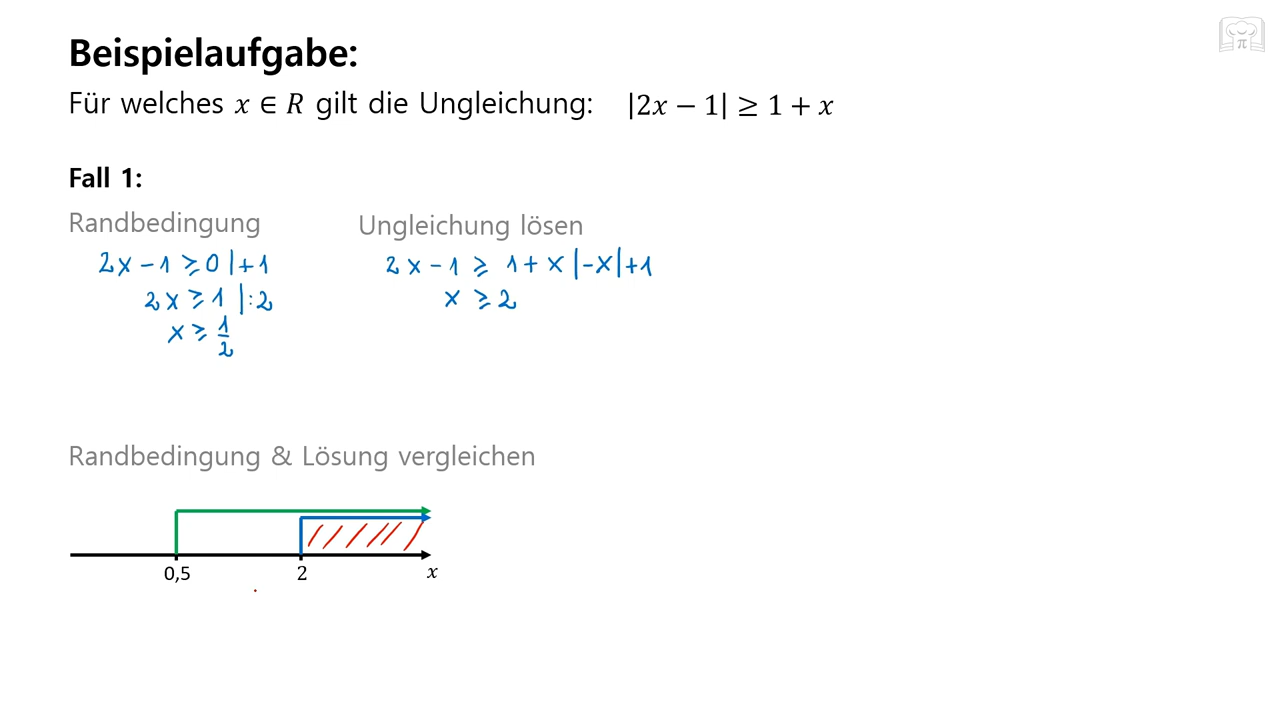 Beispielaufgabe:
Für welches x ∈ R gilt die Ungleichung: |2x − 1| ≥ 1 + x
Fall 1:
Randbedingung
2x − 1 ≥ 0 | +1
2x ≥ 1 | :2
x ≥ 1/2
Ungleichung lösen
2x − 1 ≥ 1 + x | −x | +1
x ≥ 2
Randbedingung & Lösung vergleichen
0,5 2 x
π